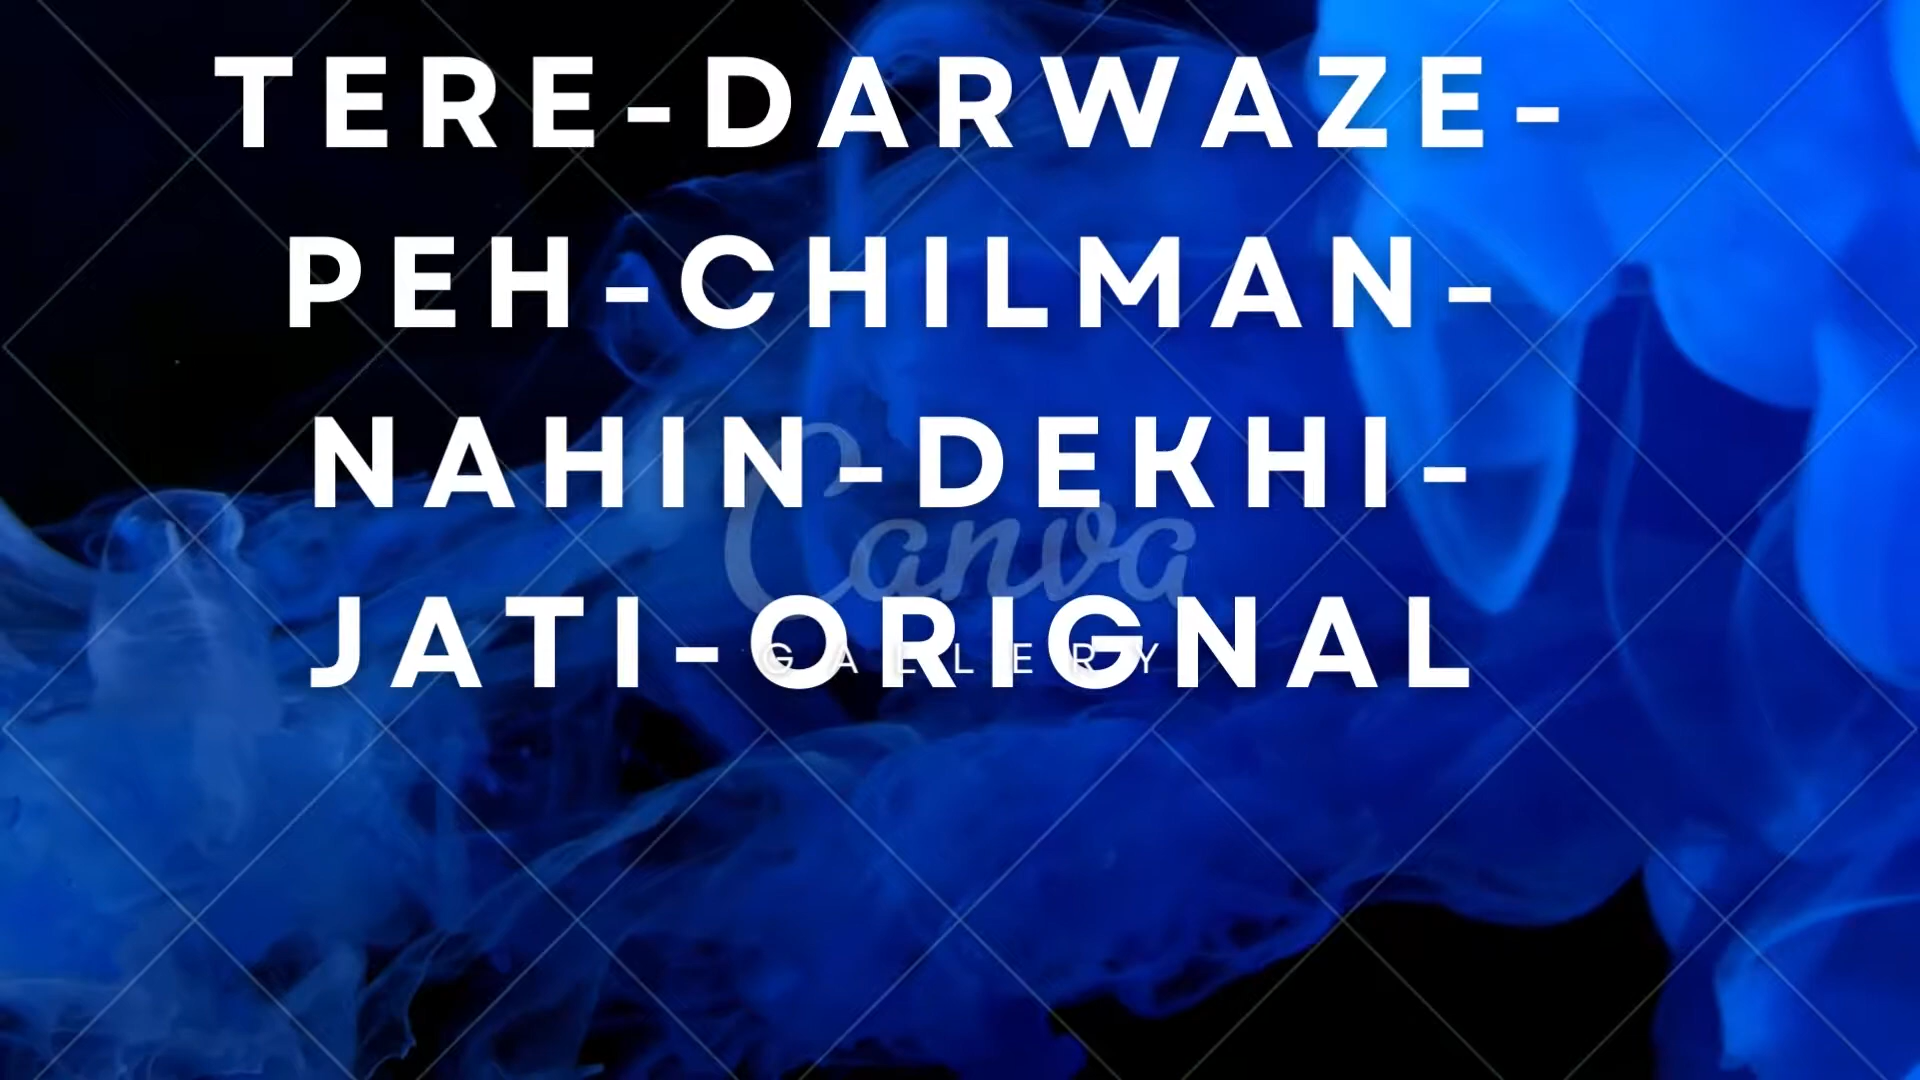 TERE-DARWAZE-
PEH-CHILMAN-
NAHIN-DEKHI-
Canva
JATI-ORIGNAL
GALLERY